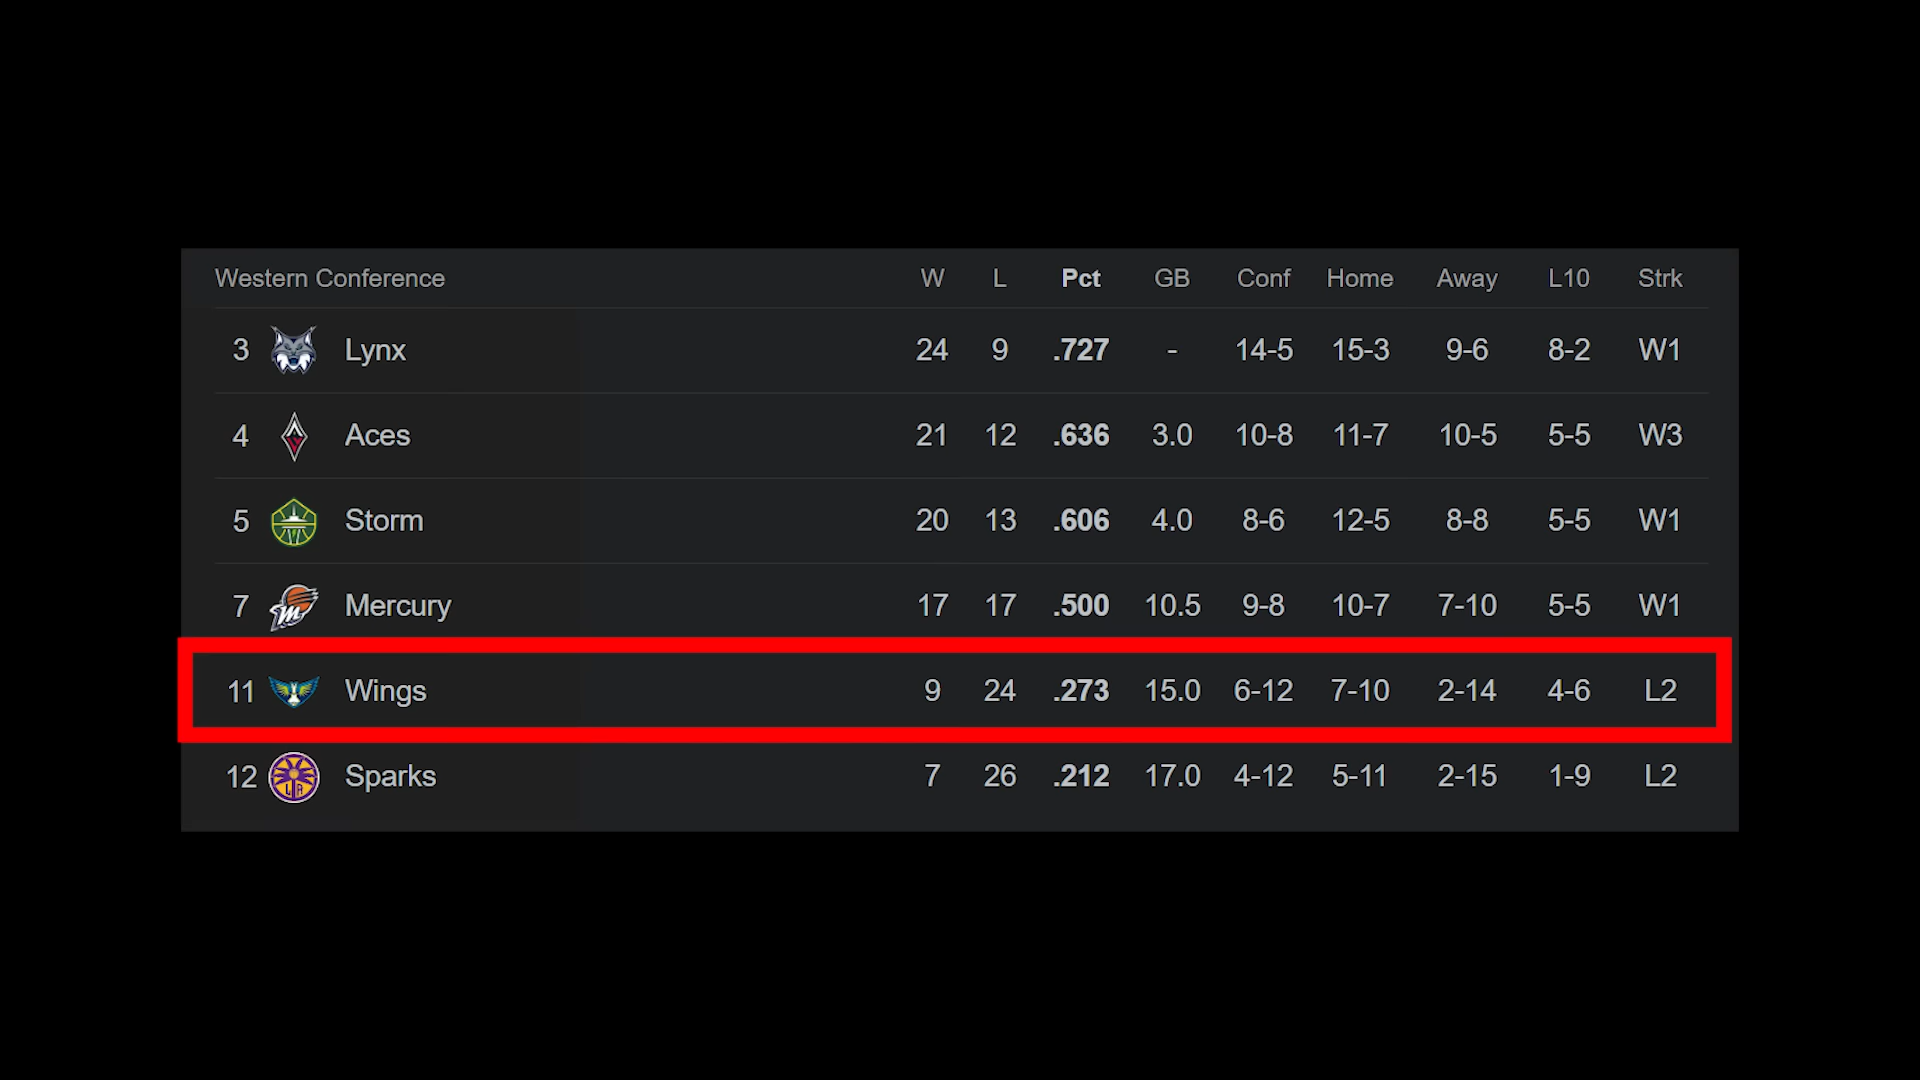 Western Conference W L Pct GB Conf Home Away L10 Strk
3 Lynx 24 9 .727 - 14-5 15-3 9-6 8-2 W1
4 Aces 21 12 .636 3.0 10-8 11-7 10-5 5-5 W3
5 Storm 20 13 .606 4.0 8-6 12-5 8-8 5-5 W1
7 Mercury 17 17 .500 10.5 9-8 10-7 7-10 5-5 W1
11 Wings 9 24 .273 15.0 6-12 7-10 2-14 4-6 L2
12 Sparks 7 26 .212 17.0 4-12 5-11 2-15 1-9 L2